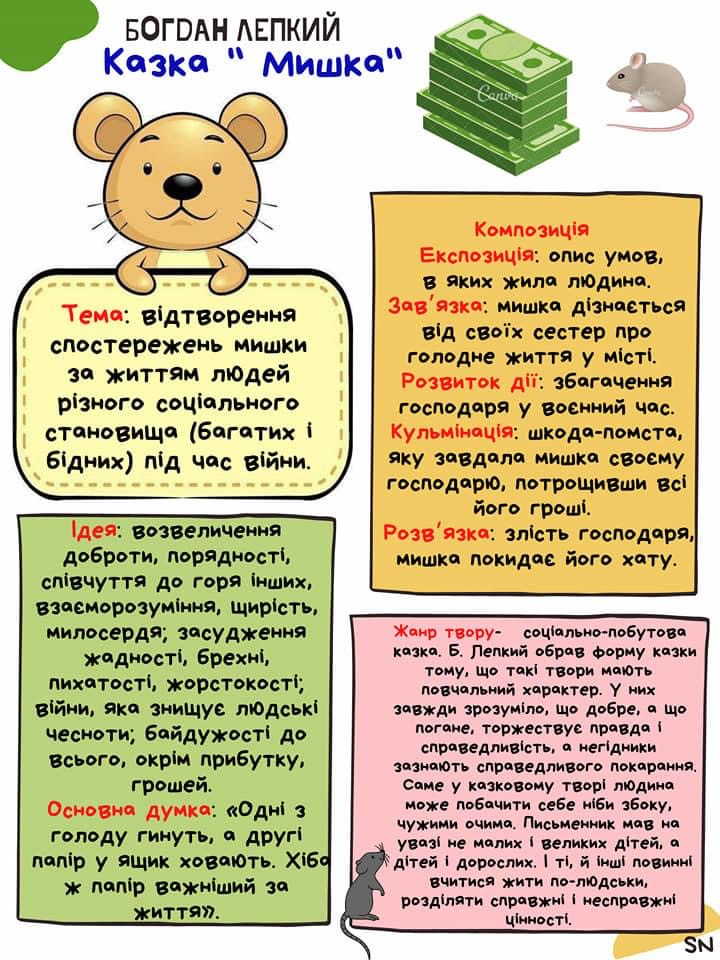 БОГДАН ЛЕПКИЙ
Казка " Мишка"
Canva
Тема: відтворення
спостережень мишки
за життям людей
різного соціального
становища (багатих і
бідних) під час війни.
Композиція
Експозиція: опис умов,
в яких жила людина.
Зав'язка: мишка дізнається
від своїх сестер про
голодне життя у місті.
Розвиток дії: збагачення
господаря у воєнний час.
Кульмінація: шкода-помста,
яку завдала мишка своєму
господарю, потрощивши всі
його гроші.
Розв'язка: злість господаря,
мишка покидає його хату.
Ідея: возвеличення
доброти, порядності,
співчуття до горя інших,
взаєморозуміння, щирість,
милосердя; засудження
жадності, брехні,
пихатості, жорстокості;
війни, яка знищує людські
чесноти; байдужості до
всього, окрім прибутку,
грошей.
Основна думка: «Одні з
голоду гинуть, а другі
папір у ящик ховають. Хіба
ж папір важніший за
життя?».
Жанр твору- соціально-побутова
казка. Б. Лепкий обрав форму казки
тому, що такі твори мають
повчальний характер. У них
завжди зрозуміло, що добре, а що
погане, торжествує правда і
справедливість, а негідники
зазнають справедливого покарання.
Саме у казковому творі людина
може побачити себе ніби збоку,
чужими очима. Письменник мав на
увазі не малих і великих дітей, а
дітей і дорослих. І ті, й інші повинні
вчитися жити по-людськи,
розділяти справжні і несправжні
цінності.
SN